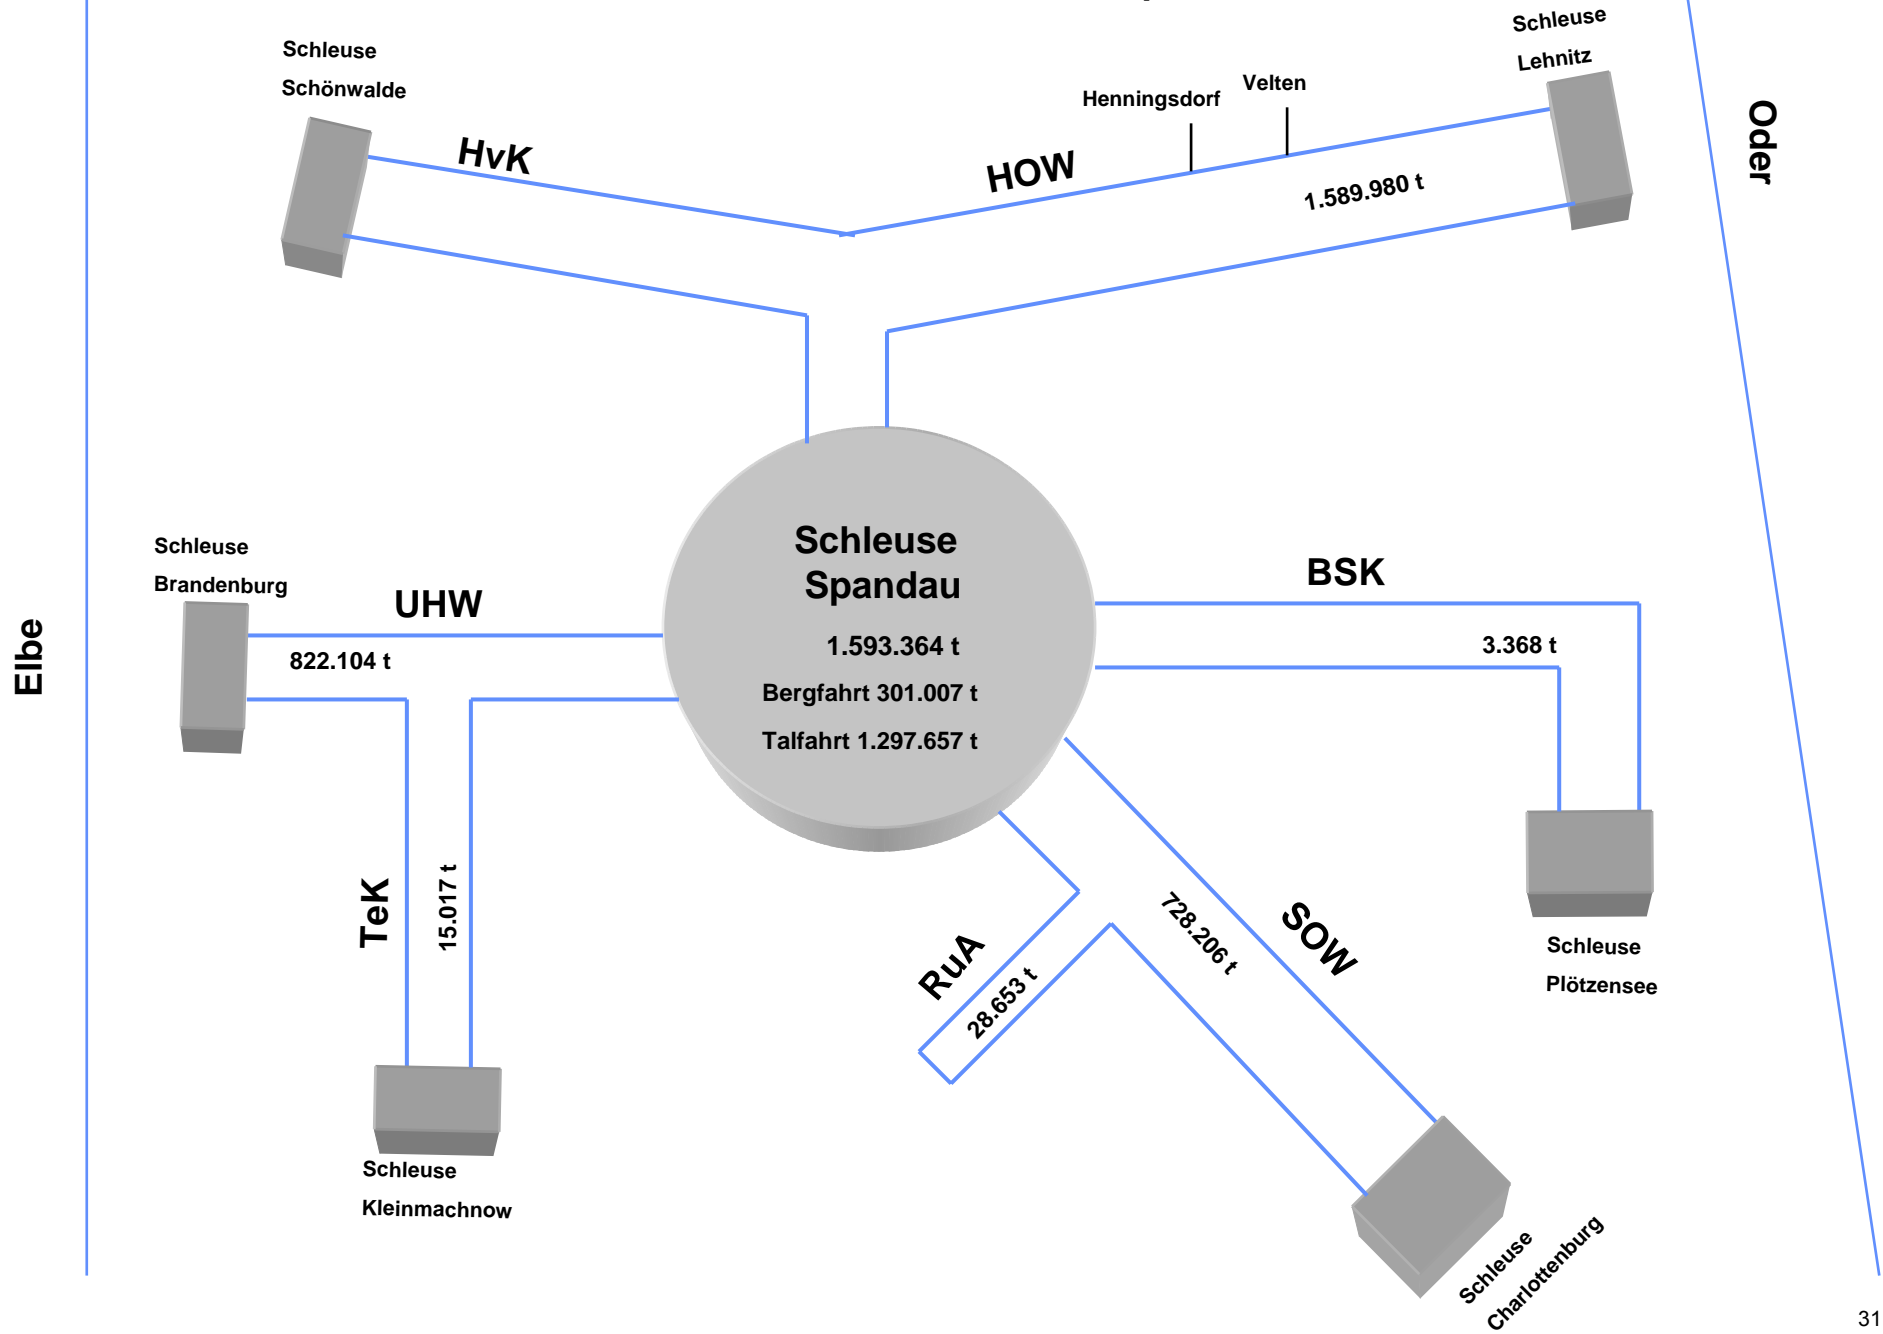 Schleuse
Schönwalde
HvK
HOW
Henningsdorf
Velten
1.589.980 t
Schleuse
Lehnitz
Oder
Elbe
Schleuse
Brandenburg
UHW
822.104 t
Schleuse
Spandau
1.593.364 t
Bergfahrt 301.007 t
Talfahrt 1.297.657 t
BSK
3.368 t
TeK
15.017 t
Schleuse
Kleinmachnow
RuA
28.653 t
728.206 t
SOW
Schleuse
Plötzensee
Schleuse
Charlottenburg
31